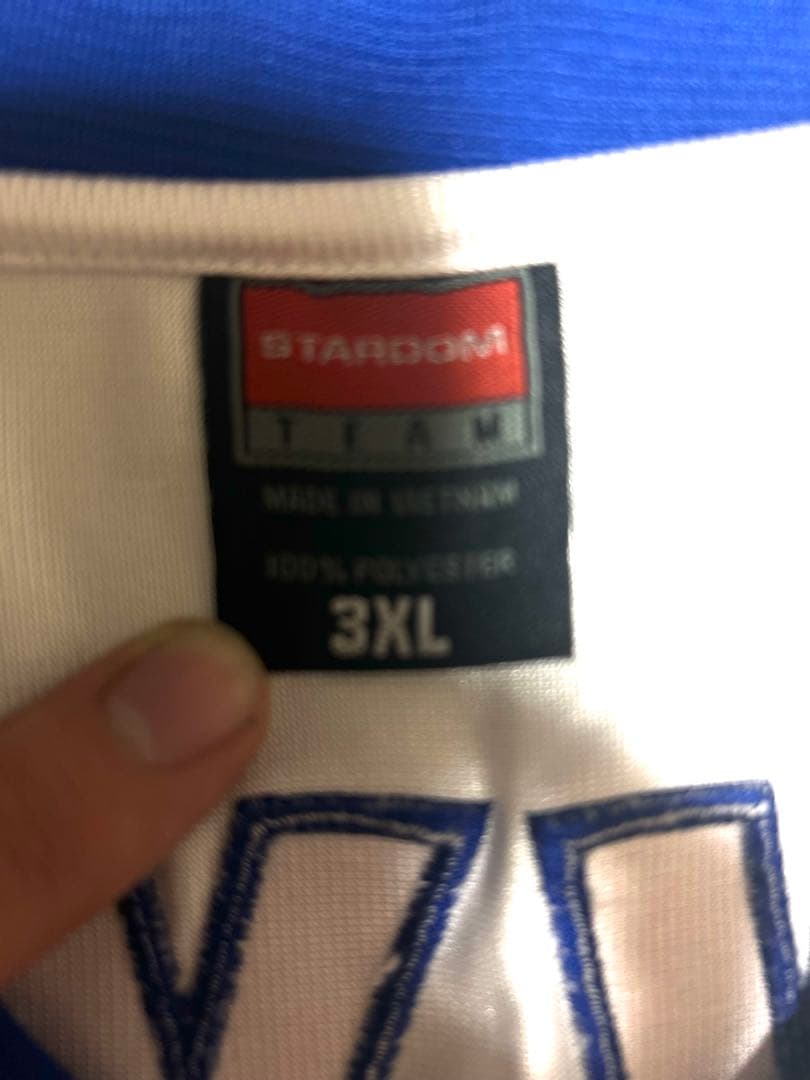 STARDOM
TEAM
MADE IN VIETNAM
100% POLYESTER
3XL